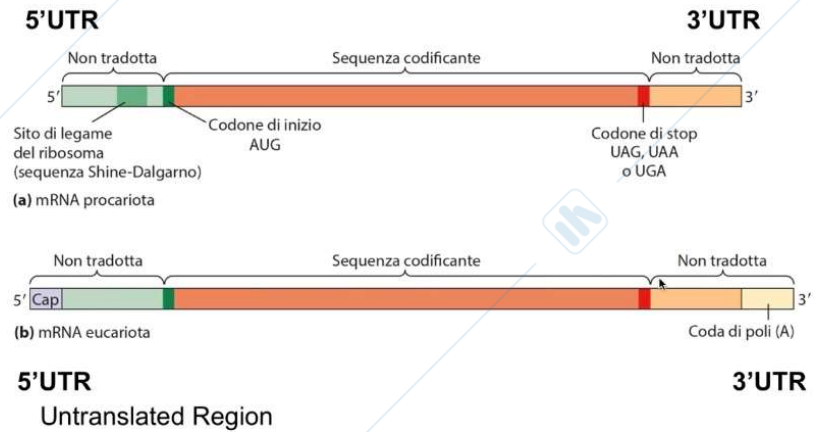 5’UTR
3’UTR
Non tradotta
Sequenza codificante
Non tradotta
5′
3′
Sito di legame
del ribosoma
(sequenza Shine-Dalgarno)
Codone di inizio
AUG
Codone di stop
UAG, UAA
o UGA
(a) mRNA procariota
Non tradotta
Sequenza codificante
Non tradotta
5′
Cap
3′
(b) mRNA eucariota
Coda di poli (A)
5’UTR
3’UTR
Untranslated Region